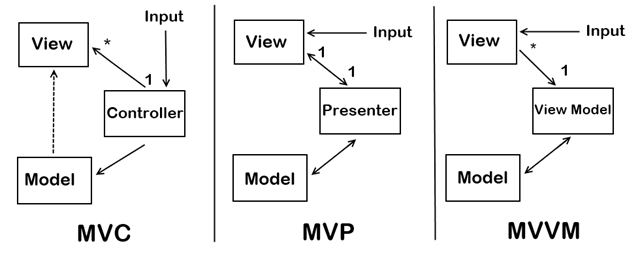 Input
View
*
1
Controller
Model
MVC
Input
View
1
1
Presenter
Model
MVP
Input
View
*
1
View Model
Model
MVVM